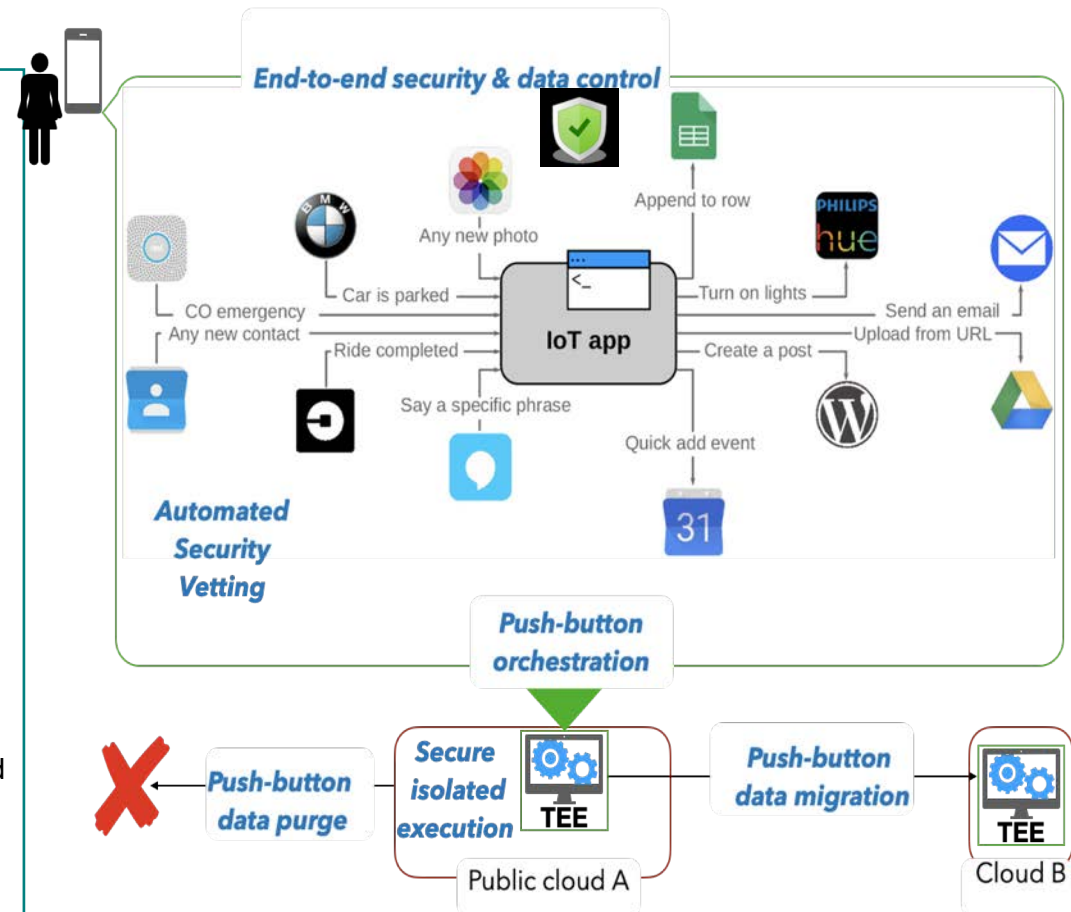 End-to-end security & data control
BMW
Append to row
PHILIPS
hue
Any new photo
Car is parked
<_
Turn on lights
CO emergency
Send an email
Any new contact
IoT app
Upload from URL
Ride completed
Create a post
Say a specific phrase
Quick add event
31
Automated
Security
Vetting
Push-button
orchestration
d
Push-button
data purge
Secure
isolated
execution
TEE
Push-button
data migration
TEE
Public cloud A
Cloud B